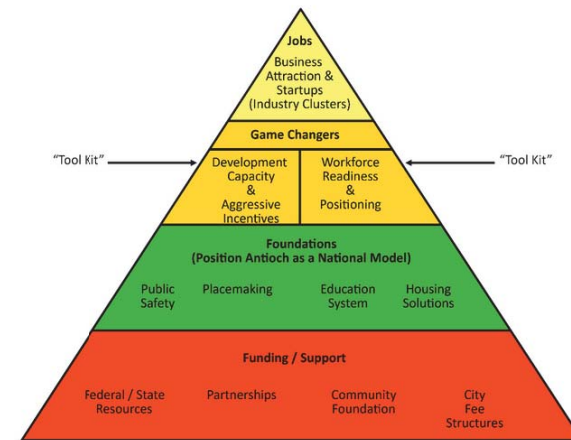 Jobs
Business
Attraction &
Startups
(Industry Clusters)
Game Changers
"Tool Kit"
Development
Capacity
&
Aggressive
Incentives
Workforce
Readiness
&
Positioning
"Tool Kit"
Foundations
(Position Antioch as a National Model)
Public
Safety
Placemaking
Education
System
Housing
Solutions
Funding / Support
Federal / State
Resources
Partnerships
Community
Foundation
City
Fee
Structures